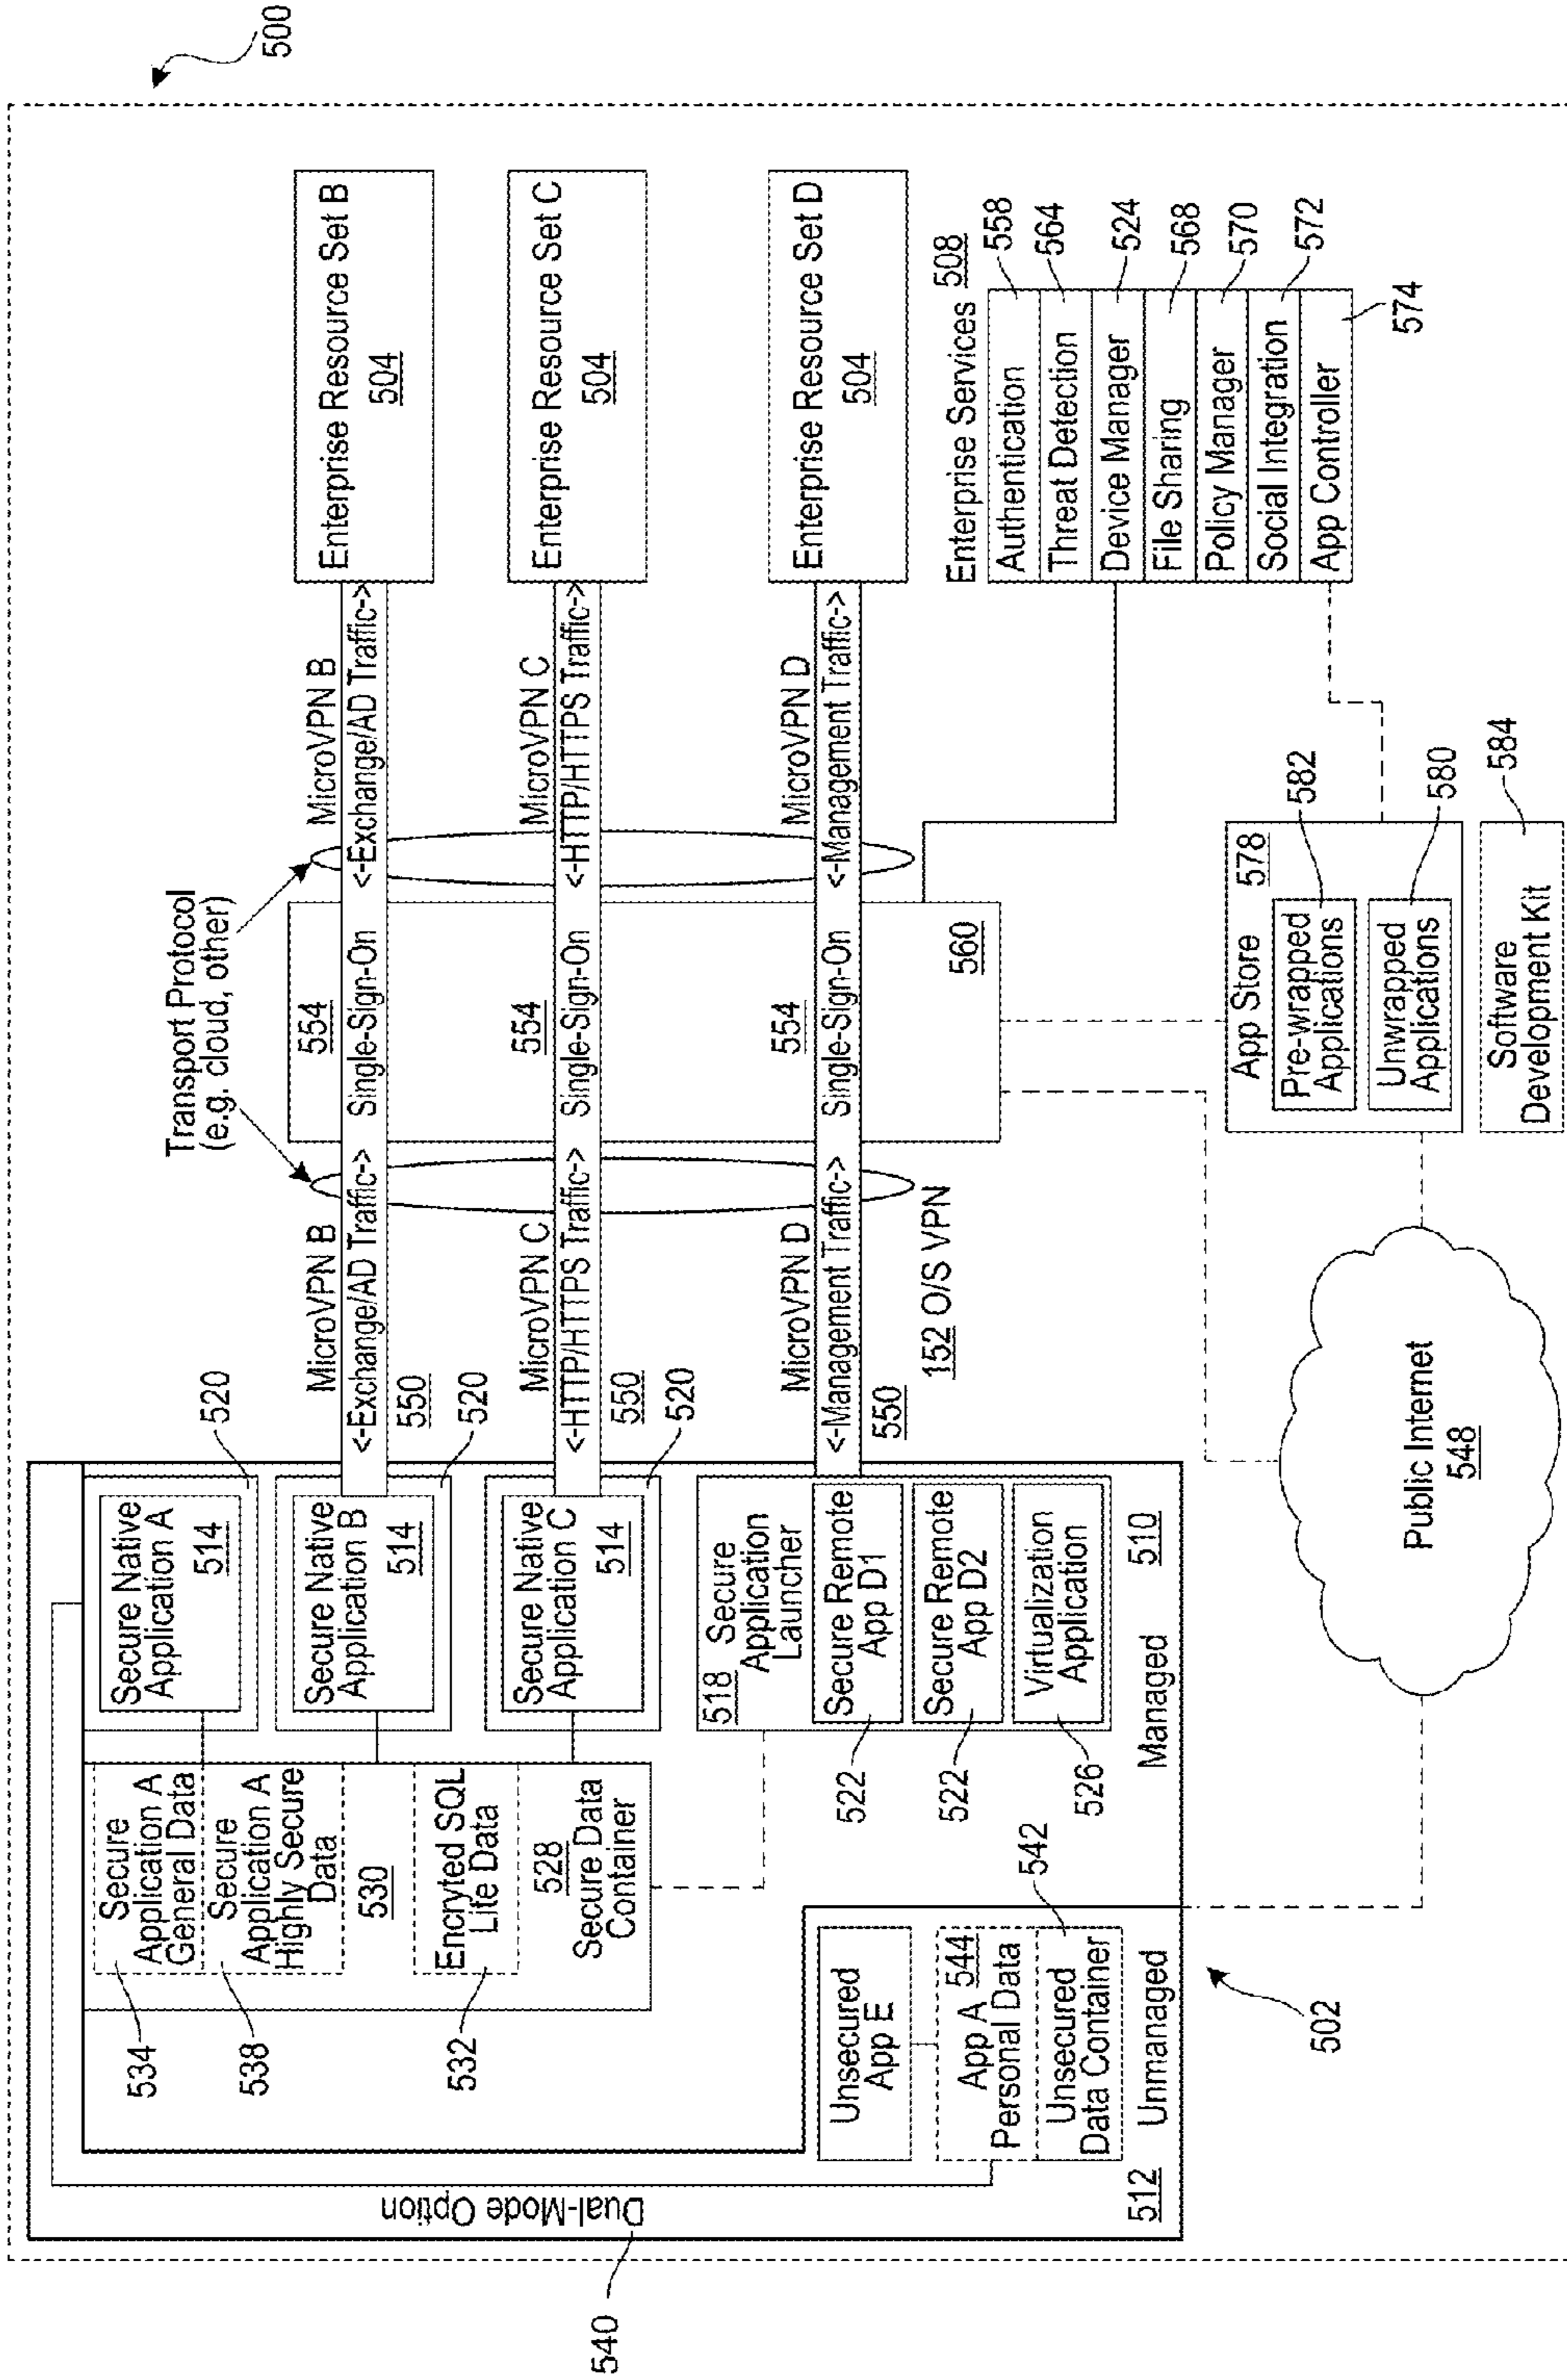 500
Dual-Mode Option
540
534
Secure
Application A
General Data
538
Secure
Application A
Highly Secure
Data
530
532
Encryted SQL
Lite Data
528
Secure Data
Container
Secure Native
Application A
514
520
Secure Native
Application B
514
520
Secure Native
Application C
514
520
518 Secure
Application
Launcher
Secure Remote
App D1
522
Secure Remote
App D2
522
Virtualization
Application
526
Managed
510
Unsecured
App E
App A 544
Personal Data
Unsecured
Data Container
542
Unmanaged
512
502
Transport Protocol
(e.g. cloud, other)
MicroVPN B
<-Exchange/AD Traffic->
550
554
Single-Sign-On
MicroVPN B
<-Exchange/AD Traffic->
Enterprise Resource Set B
504
MicroVPN C
<-HTTP/HTTPS Traffic->
550
554
Single-Sign-On
MicroVPN C
<-HTTP/HTTPS Traffic->
Enterprise Resource Set C
504
MicroVPN D
<-Management Traffic->
550
554
Single-Sign-On
MicroVPN D
<-Management Traffic->
Enterprise Resource Set D
504
152 O/S VPN
560
Enterprise Services 508
Authentication
558
Threat Detection
564
Device Manager
524
File Sharing
568
Policy Manager
570
Social Integration
572
App Controller
574
Public Internet
548
App Store 578
Pre-wrapped
Applications
582
Unwrapped
Applications
580
Software
Development Kit
584